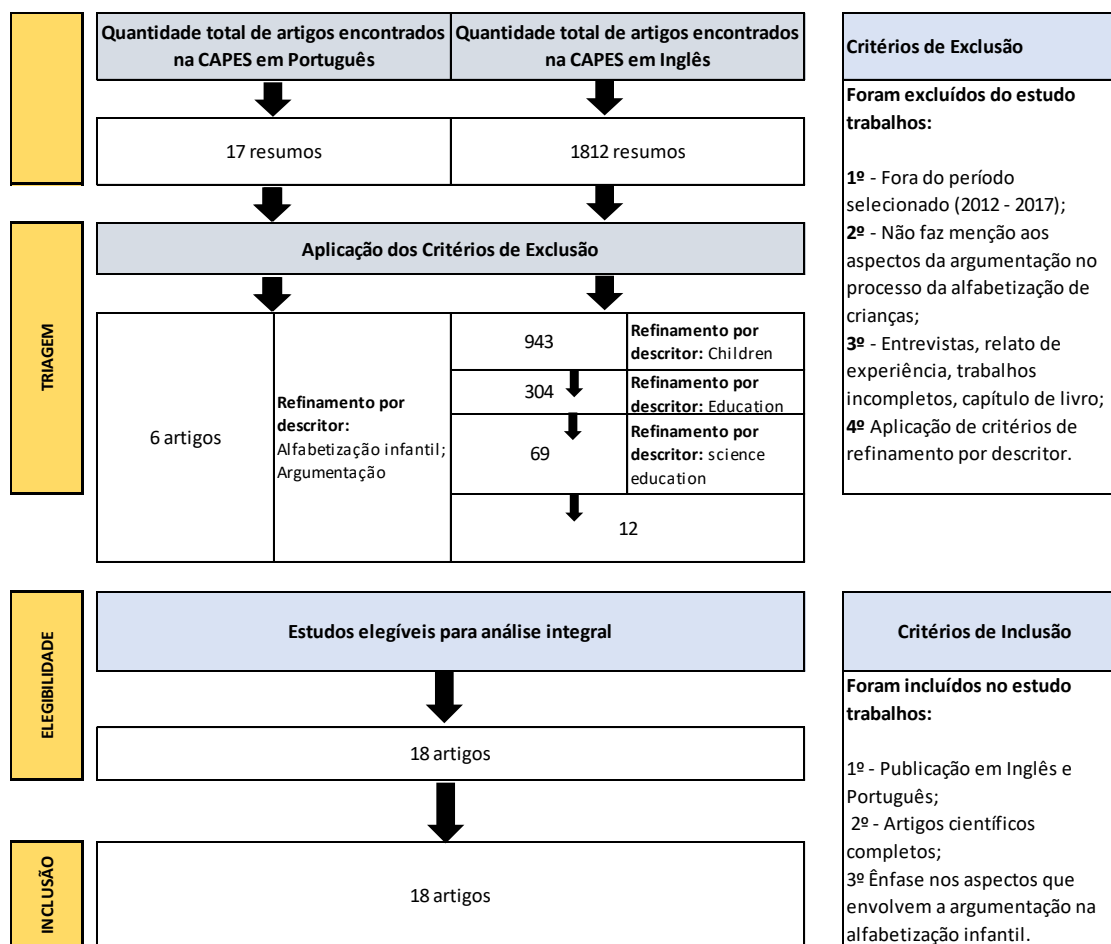 Quantidade total de artigos encontrados
na CAPES em Português
Quantidade total de artigos encontrados
na CAPES em Inglês
17 resumos
1812 resumos
TRIAGEM
Aplicação dos Critérios de Exclusão
6 artigos
Refinamento por
descritor:
Alfabetização infantil;
Argumentação
943
Refinamento por
descritor: Children
304
Refinamento por
descritor: Education
69
Refinamento por
descritor: science
education
12
Critérios de Exclusão
Foram excluídos do estudo
trabalhos:
1º - Fora do período
selecionado (2012 - 2017);
2º - Não faz menção aos
aspectos da argumentação no
processo da alfabetização de
crianças;
3º - Entrevistas, relato de
experiência, trabalhos
incompletos, capítulo de livro;
4º Aplicação de critérios de
refinamento por descritor.
ELEGIBILIDADE
Estudos elegíveis para análise integral
18 artigos
INCLUSÃO
18 artigos
Critérios de Inclusão
Foram incluídos no estudo
trabalhos:
1º - Publicação em Inglês e
Português;
2º - Artigos científicos
completos;
3º Ênfase nos aspectos que
envolvem a argumentação na
alfabetização infantil.